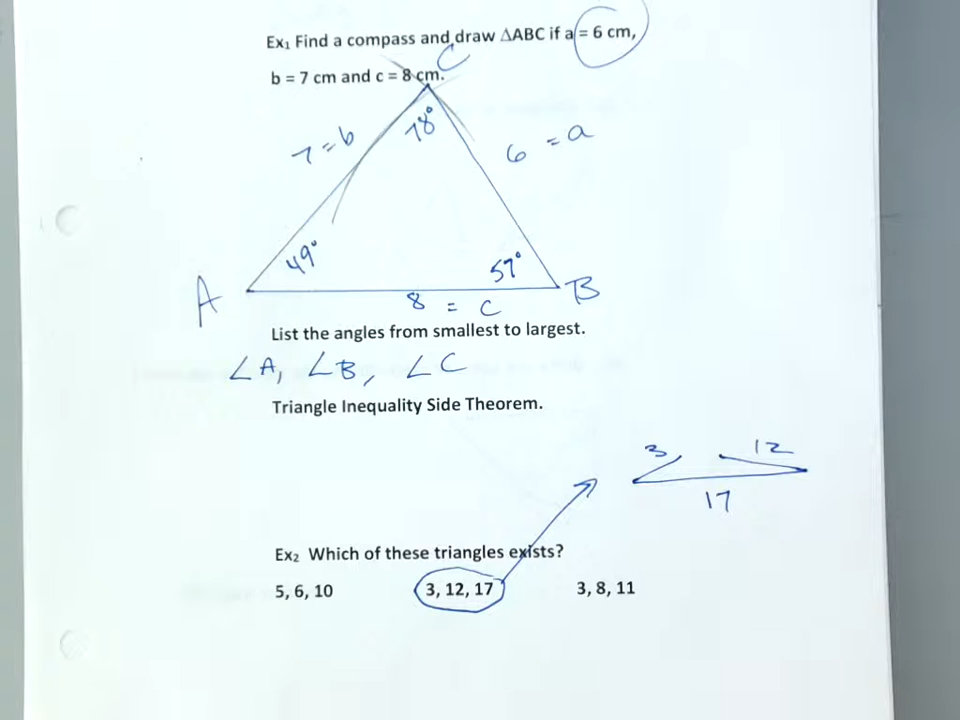 Ex₁ Find a compass and draw ΔABC if a = 6 cm,
b = 7 cm and c = 8 cm.
C
78°
7 = b
6 = a
49°
57°
A
B
8 = c
List the angles from smallest to largest.
∠A, ∠B, ∠C
Triangle Inequality Side Theorem.
3 12
17
Ex₂ Which of these triangles exists?
5, 6, 10 3, 12, 17 3, 8, 11